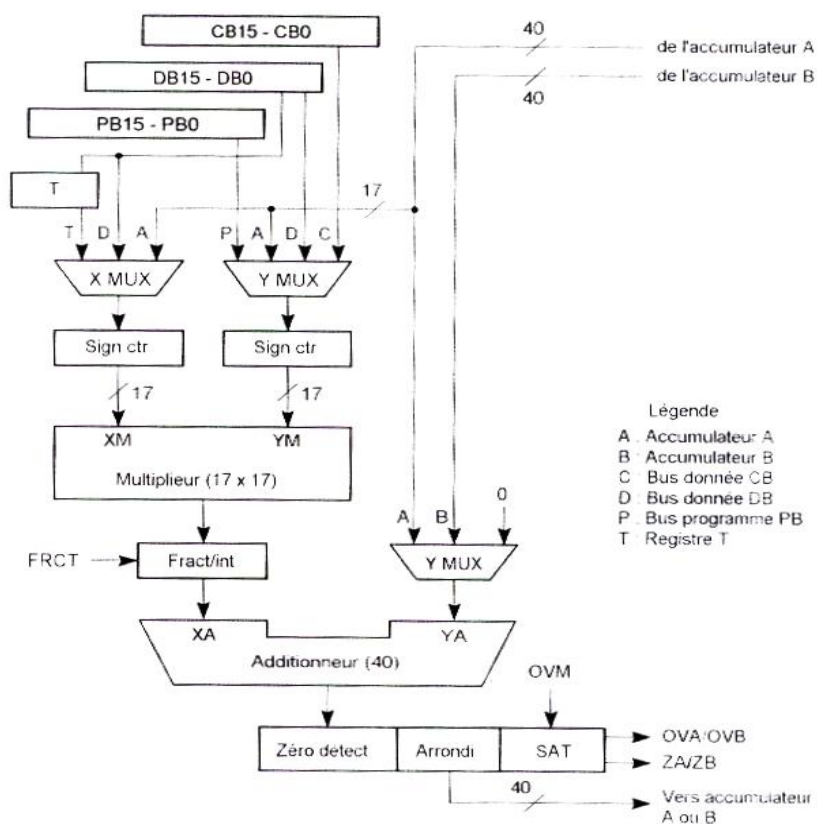 CB15 - CB0
40
de l'accumulateur A
DB15 - DB0
de l'accumulateur B
40
PB15 - PB0
T
17
T D A
P A D C
X MUX
Y MUX
Sign ctr
Sign ctr
17
17
XM
YM
Multiplieur (17 x 17)
Légende
A : Accumulateur A
B : Accumulateur B
C : Bus donnée CB
D : Bus donnée DB
P : Bus programme PB
T : Registre T
A B 0
FRCT
Fract/int
Y MUX
XA
YA
Additionneur (40)
OVM
Zéro detect
Arrondi
SAT
OVA/OVB
ZA/ZB
40
Vers accumulateur
A ou B